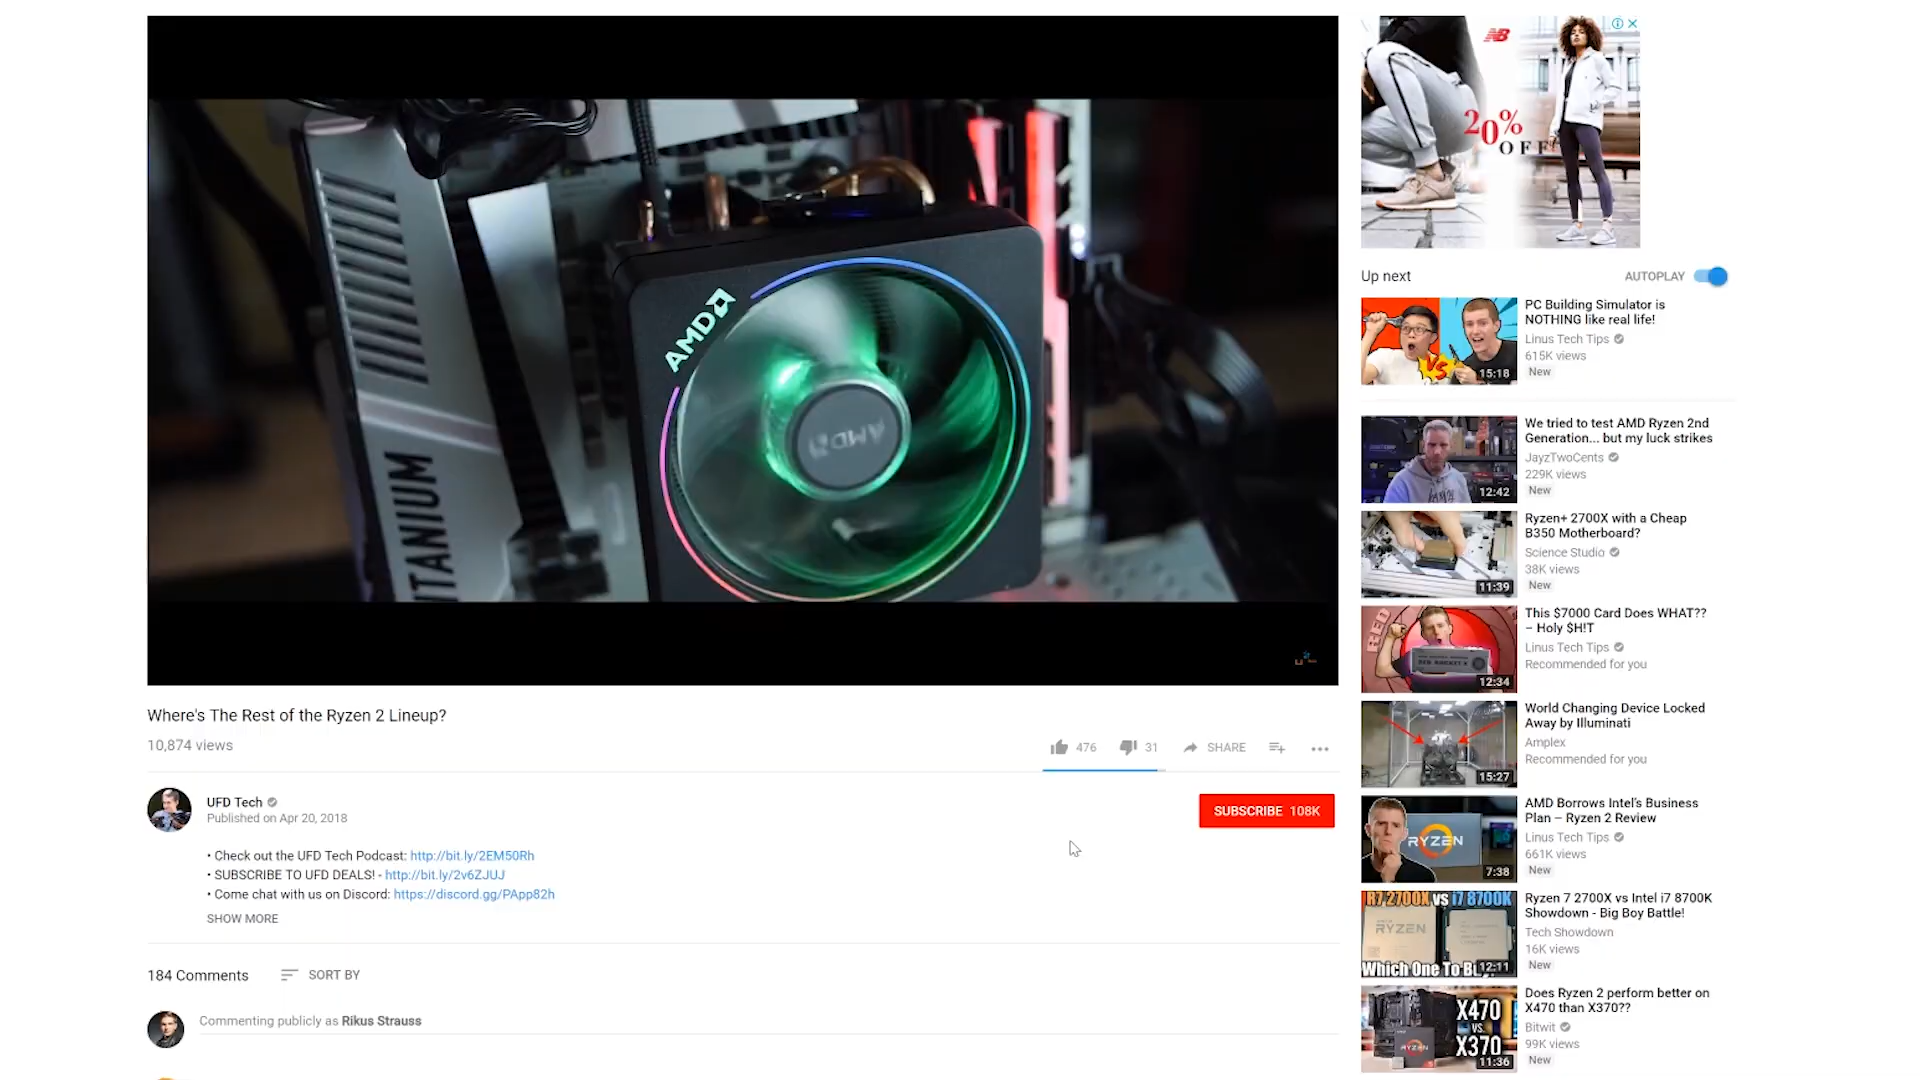 AMD
AMD
TITANIUM
Where's The Rest of the Ryzen 2 Lineup?
10,874 views
476
31
SHARE
UFD Tech
Published on Apr 20, 2018
SUBSCRIBE 108K
• Check out the UFD Tech Podcast: http://bit.ly/2EM50Rh
• SUBSCRIBE TO UFD DEALS! - http://bit.ly/2v6ZJUJ
• Come chat with us on Discord: https://discord.gg/PApp82h
SHOW MORE
184 Comments
SORT BY
Commenting publicly as Rikus Strauss
NB
20%
OFF
Up next
AUTOPLAY
VS
15:18
PC Building Simulator is
NOTHING like real life!
Linus Tech Tips
615K views
New
12:42
We tried to test AMD Ryzen 2nd
Generation... but my luck strikes
JayzTwoCents
229K views
New
11:39
Ryzen+ 2700X with a Cheap
B350 Motherboard?
Science Studio
38K views
New
RED
12:34
This $7000 Card Does WHAT??
– Holy $H!T
Linus Tech Tips
Recommended for you
15:27
World Changing Device Locked
Away by Illuminati
Amplex
Recommended for you
RYZEN
7:38
AMD Borrows Intel's Business
Plan – Ryzen 2 Review
Linus Tech Tips
661K views
New
R7 2700X VS i7 8700K
RYZEN
Which One To
12:11
Ryzen 7 2700X vs Intel i7 8700K
Showdown - Big Boy Battle!
Tech Showdown
16K views
New
X470
VS.
X370
RYZEN
11:36
Does Ryzen 2 perform better on
X470 than X370??
Bitwit
99K views
New